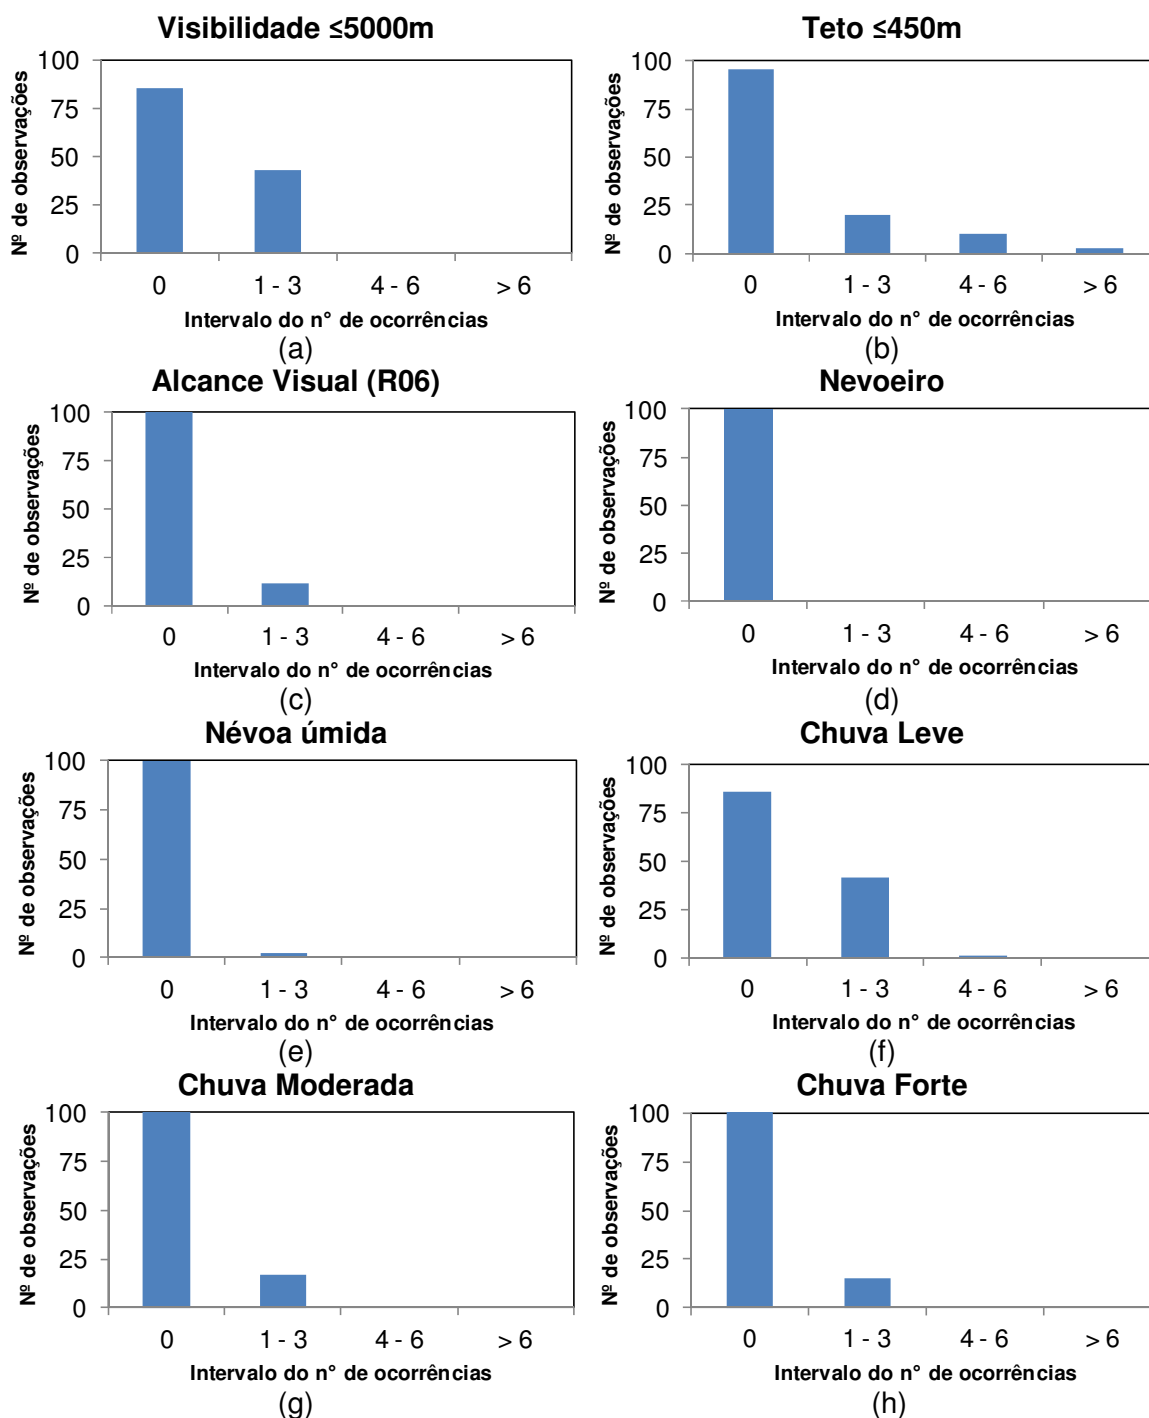 Visibilidade ≤5000m
Nº de observações
100
75
50
25
0
0 1 - 3 4 - 6 > 6
Intervalo do n° de ocorrências
(a)
Teto ≤450m
Nº de observações
100
75
50
25
0
0 1 - 3 4 - 6 > 6
Intervalo do n° de ocorrências
(b)
Alcance Visual (R06)
Nº de observações
100
75
50
25
0
0 1 - 3 4 - 6 > 6
Intervalo do n° de ocorrências
(c)
Nevoeiro
Nº de observações
100
75
50
25
0
0 1 - 3 4 - 6 > 6
Intervalo do n° de ocorrências
(d)
Névoa úmida
Nº de observações
100
75
50
25
0
0 1 - 3 4 - 6 > 6
Intervalo do n° de ocorrências
(e)
Chuva Leve
Nº de observações
100
75
50
25
0
0 1 - 3 4 - 6 > 6
Intervalo do n° de ocorrências
(f)
Chuva Moderada
Nº de observações
100
75
50
25
0
0 1 - 3 4 - 6 > 6
Intervalo do n° de ocorrências
(g)
Chuva Forte
Nº de observações
100
75
50
25
0
0 1 - 3 4 - 6 > 6
Intervalo do n° de ocorrências
(h)